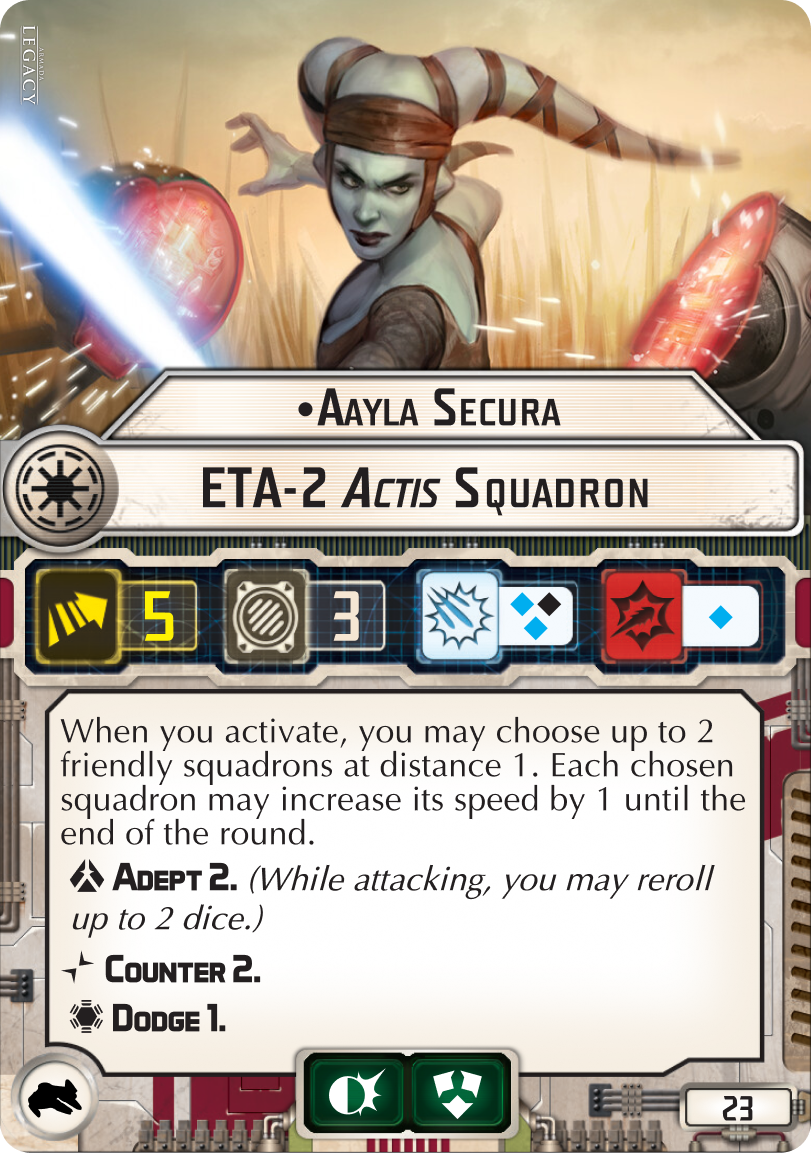 ARMADA
LEGACY
•AAYLA SECURA
ETA-2 ACTIS SQUADRON
5 3
When you activate, you may choose up to 2
friendly squadrons at distance 1. Each chosen
squadron may increase its speed by 1 until the
end of the round.
ADEPT 2. (While attacking, you may reroll
up to 2 dice.)
COUNTER 2.
DODGE 1.
23